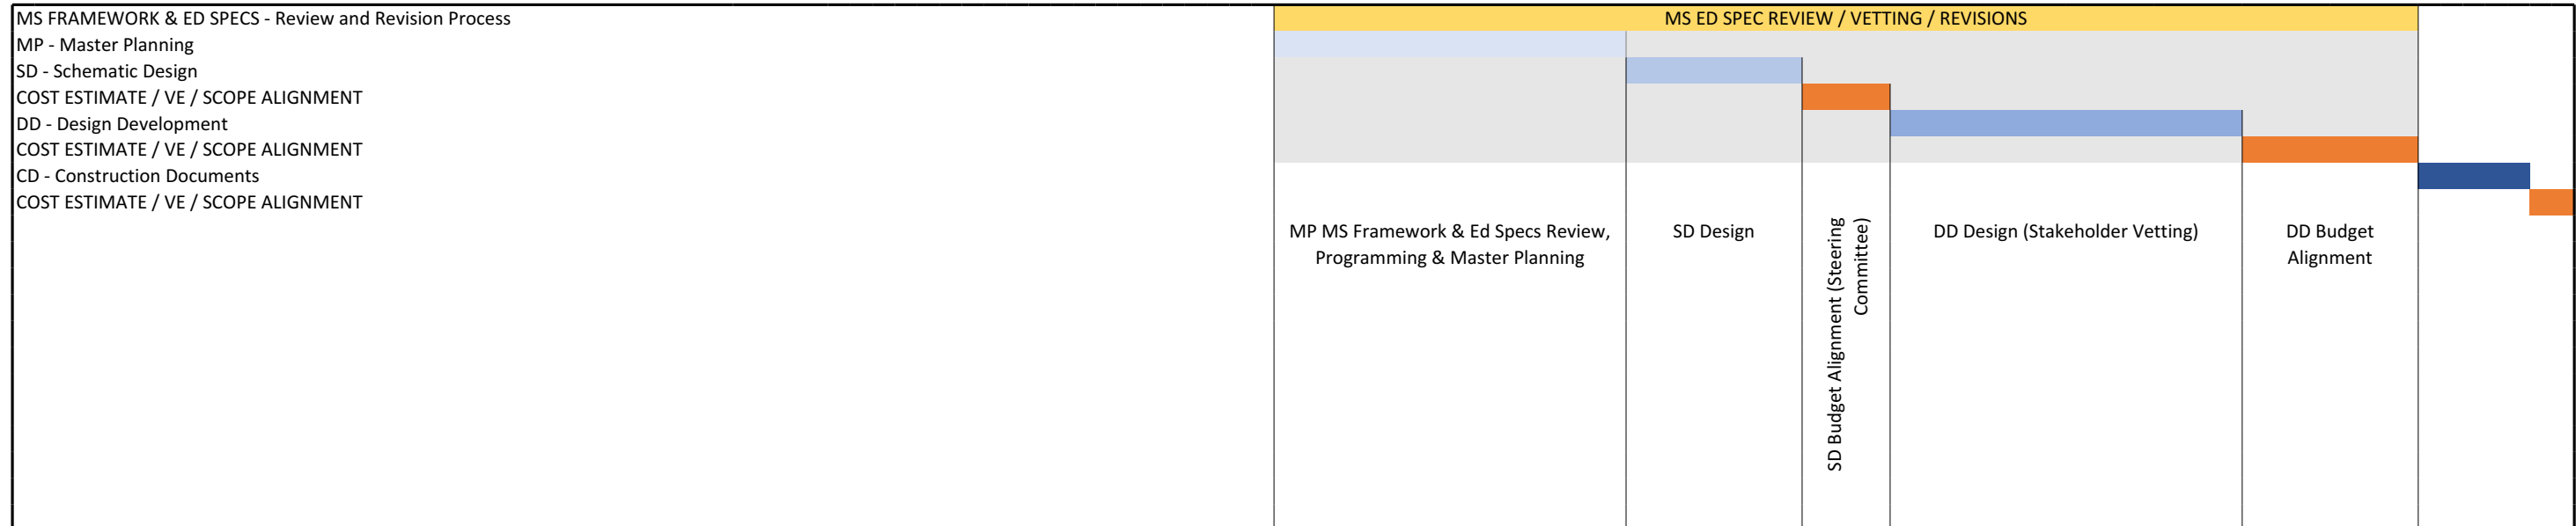 MS FRAMEWORK & ED SPECS - Review and Revision Process
MS ED SPEC REVIEW / VETTING / REVISIONS
MP - Master Planning
SD - Schematic Design
COST ESTIMATE / VE / SCOPE ALIGNMENT
DD - Design Development
COST ESTIMATE / VE / SCOPE ALIGNMENT
CD - Construction Documents
COST ESTIMATE / VE / SCOPE ALIGNMENT
MP MS Framework & Ed Specs Review,
Programming & Master Planning
SD Design
SD Budget Alignment (Steering
Committee)
DD Design (Stakeholder Vetting)
DD Budget
Alignment